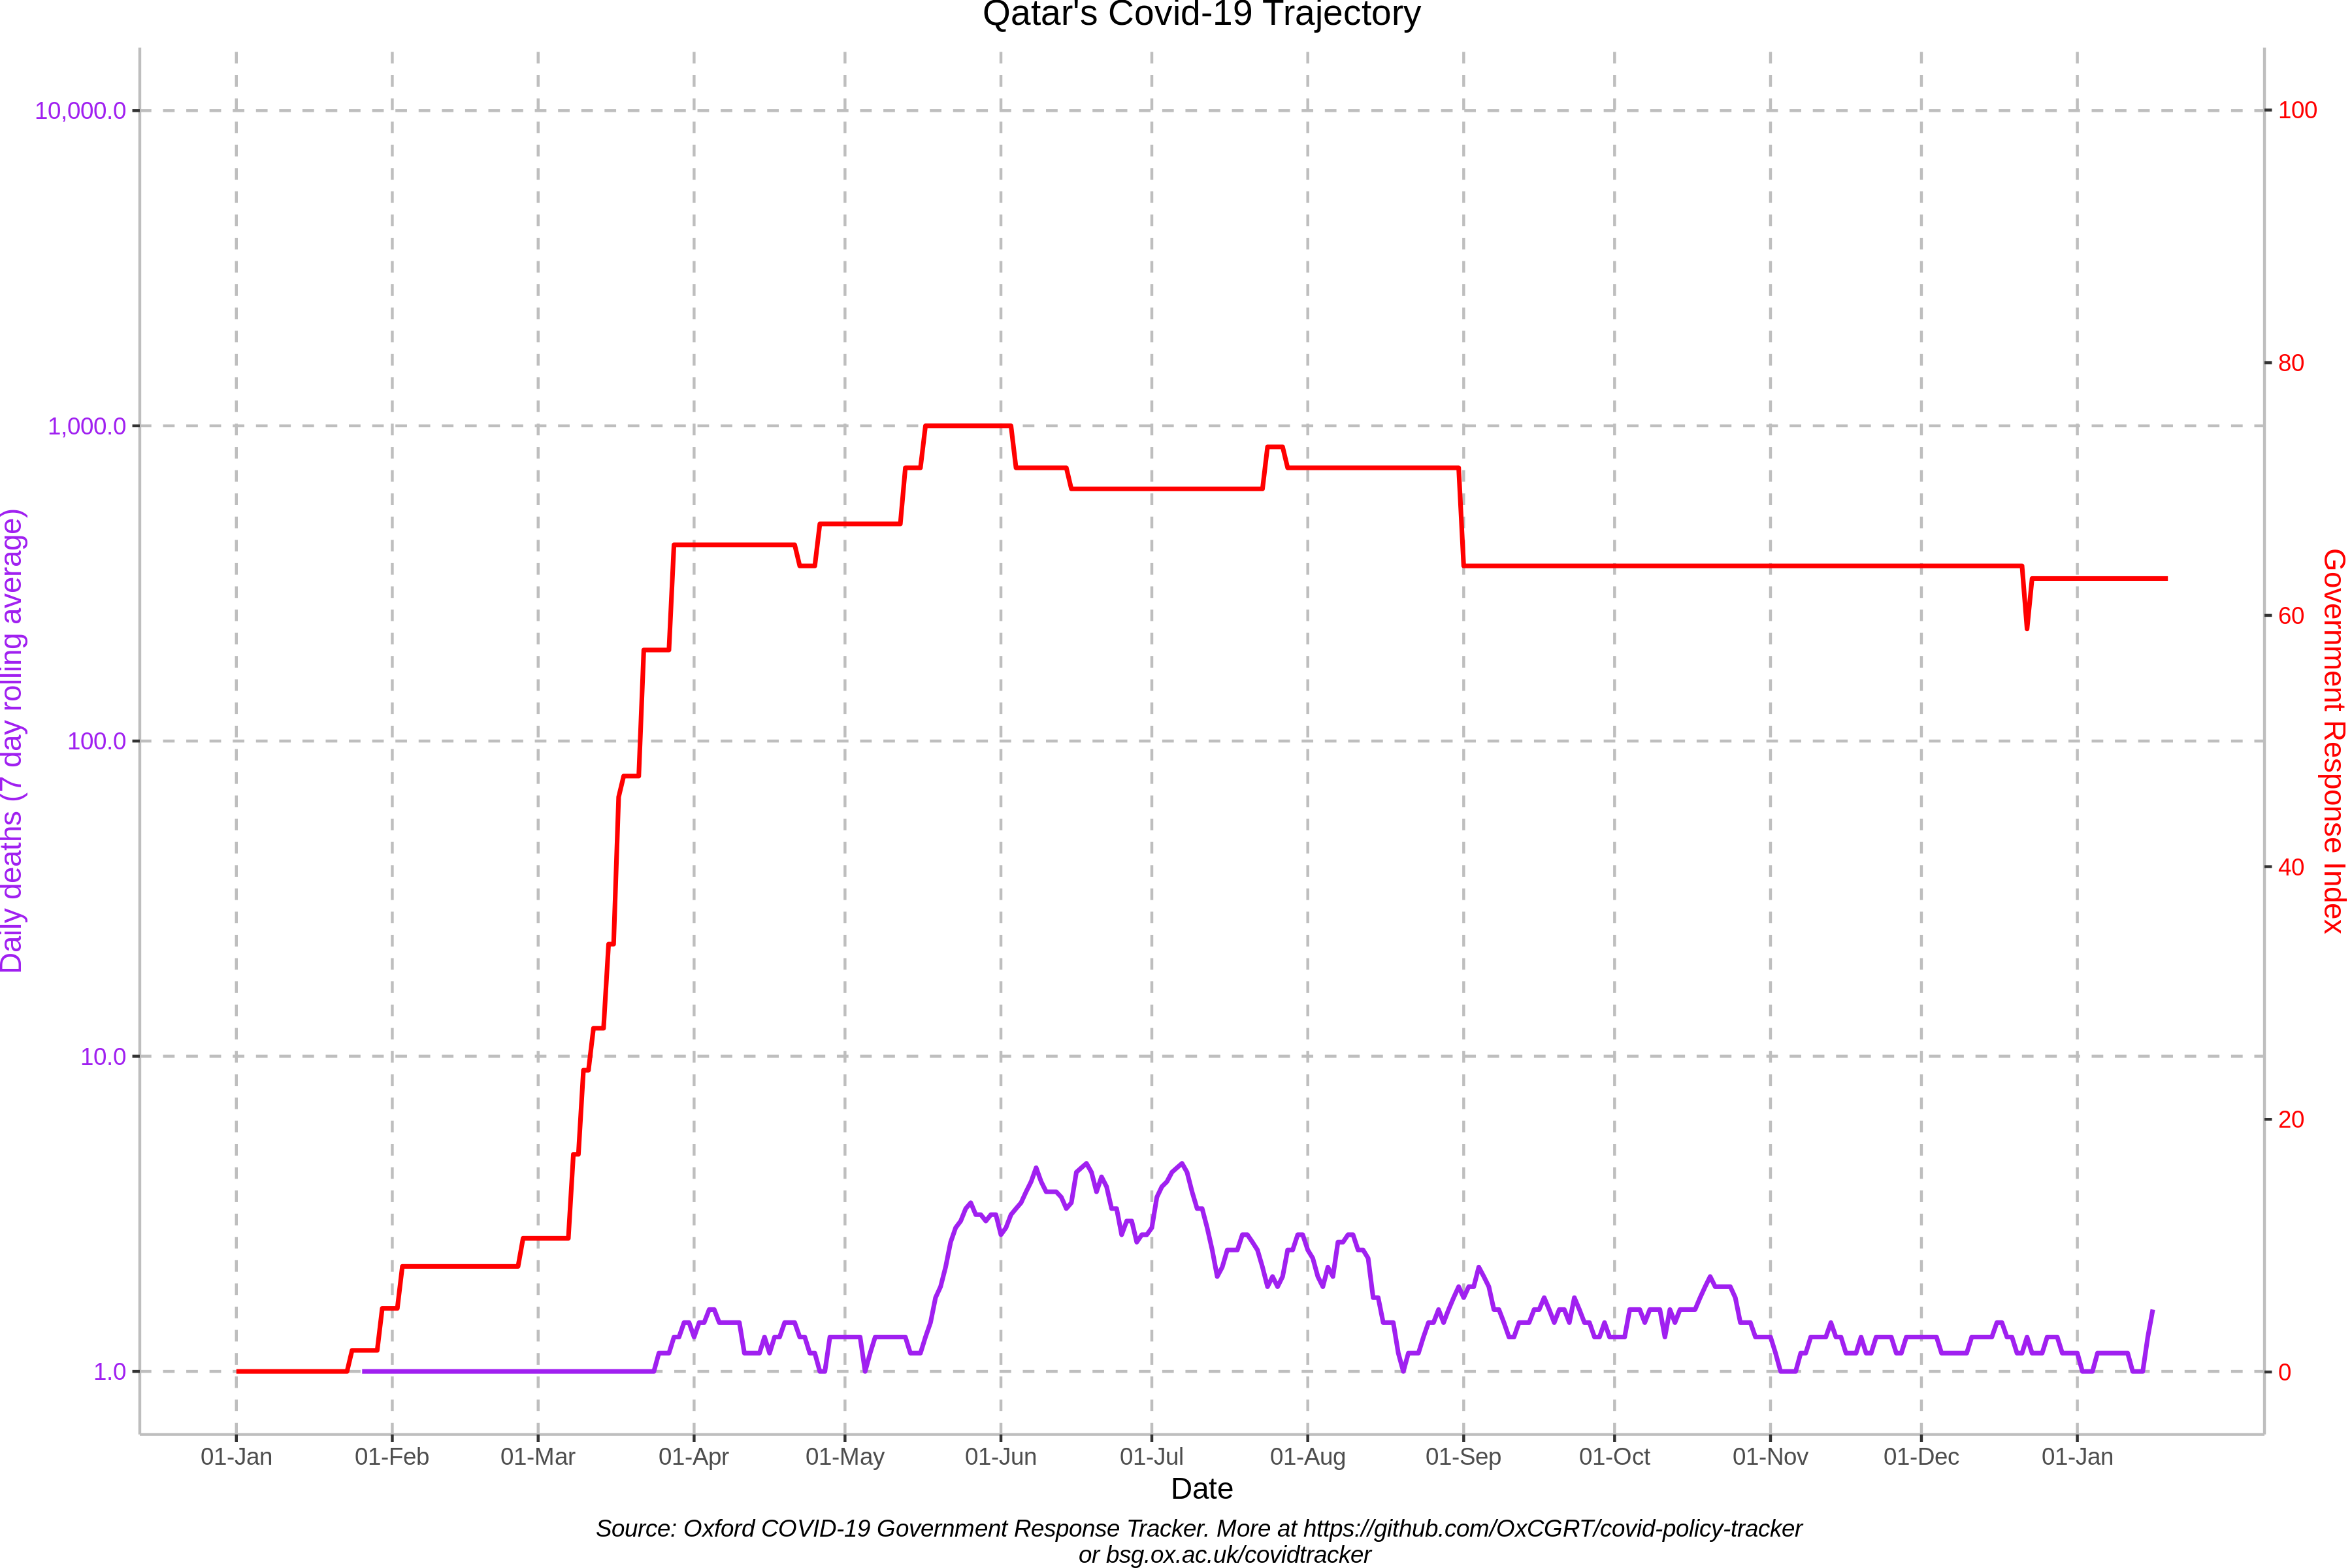 Qatar's Covid-19 Trajectory
10,000.0
1,000.0
100.0
10.0
1.0
Daily deaths (7 day rolling average)
100
80
60
40
20
0
Government Response Index
01-Jan
01-Feb
01-Mar
01-Apr
01-May
01-Jun
01-Jul
01-Aug
01-Sep
01-Oct
01-Nov
01-Dec
01-Jan
Date
Source: Oxford COVID-19 Government Response Tracker. More at https://github.com/OxCGRT/covid-policy-tracker
or bsg.ox.ac.uk/covidtracker